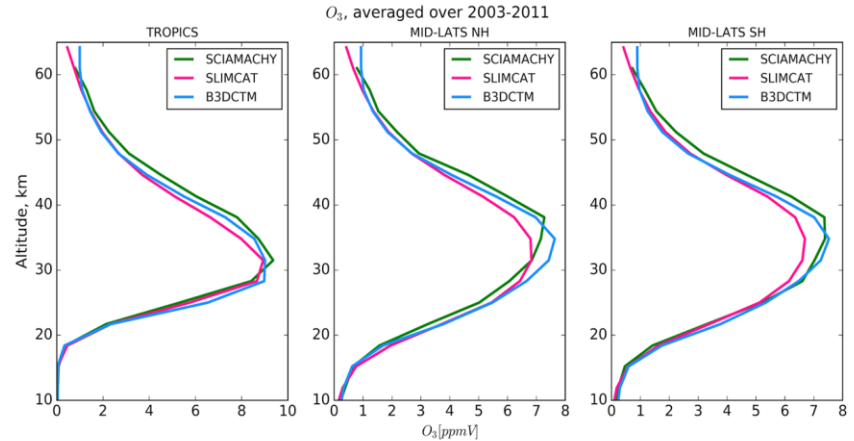 O3, averaged over 2003-2011
TROPICS
MID-LATS NH
MID-LATS SH
Altitude, km
60
50
40
30
20
10
SCIAMACHY
SLIMCAT
B3DCTM
0 2 4 6 8 10
60
50
40
30
20
10
SCIAMACHY
SLIMCAT
B3DCTM
0 1 2 3 4 5 6 7 8
60
50
40
30
20
10
SCIAMACHY
SLIMCAT
B3DCTM
0 1 2 3 4 5 6 7 8
O3[ppmV]